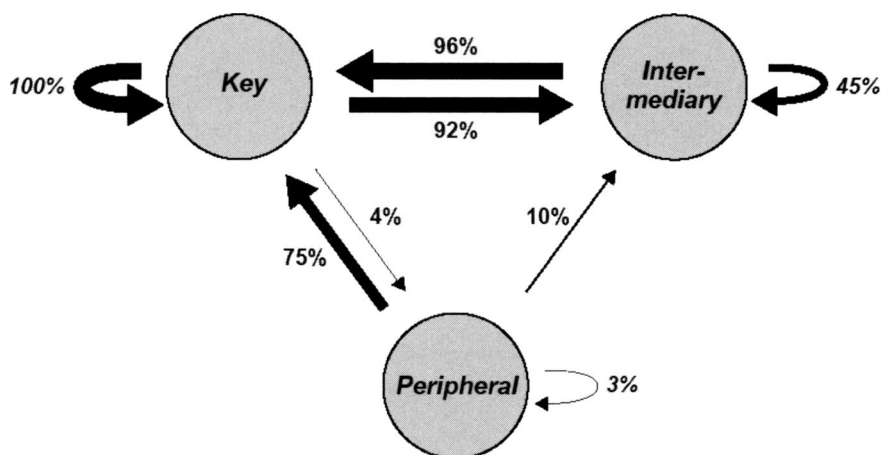 96%
100%
Key
Inter-
mediary
45%
92%
4%
10%
75%
Peripheral
3%